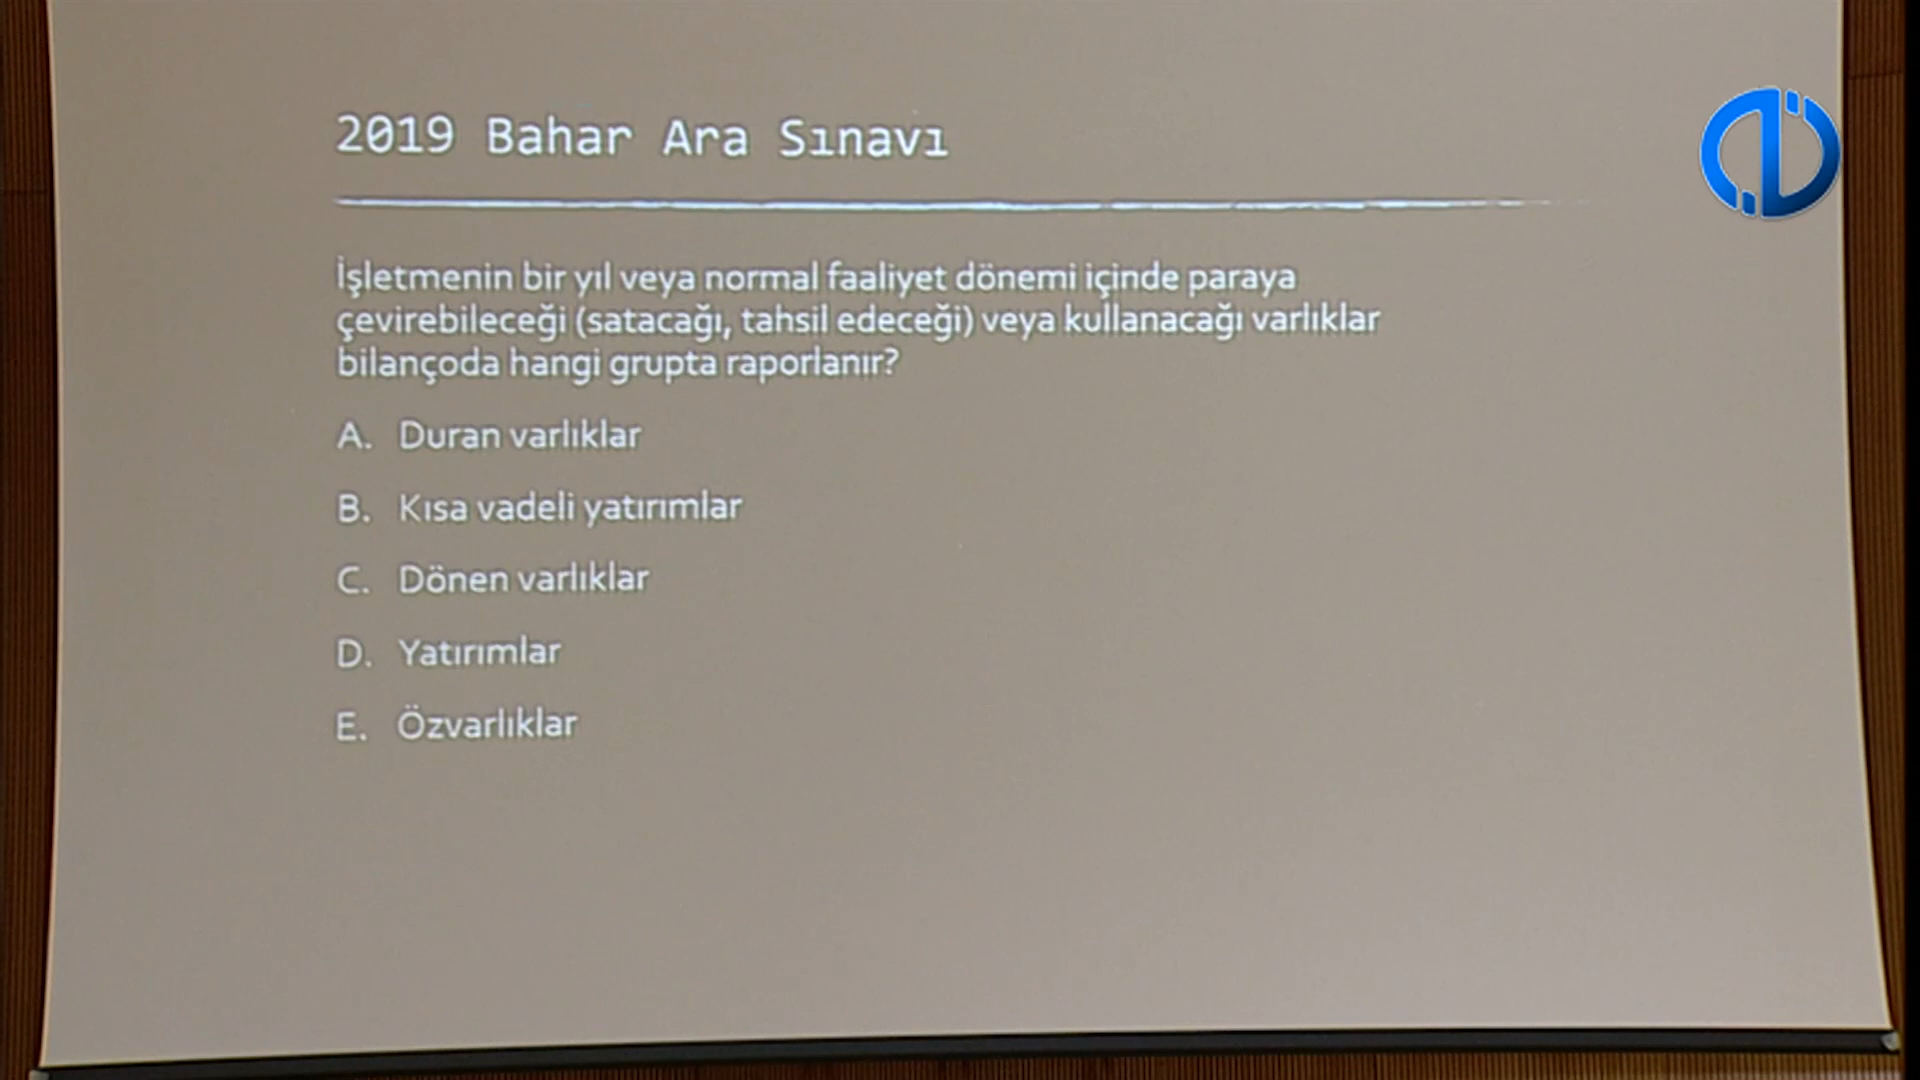 2019 Bahar Ara Sınavı
İşletmenin bir yıl veya normal faaliyet dönemi içinde paraya
çevirebileceği (satacağı, tahsil edeceği) veya kullanacağı varlıklar
bilançoda hangi grupta raporlanır?
A. Duran varlıklar
B. Kısa vadeli yatırımlar
C. Dönen varlıklar
D. Yatırımlar
E. Özvarlıklar